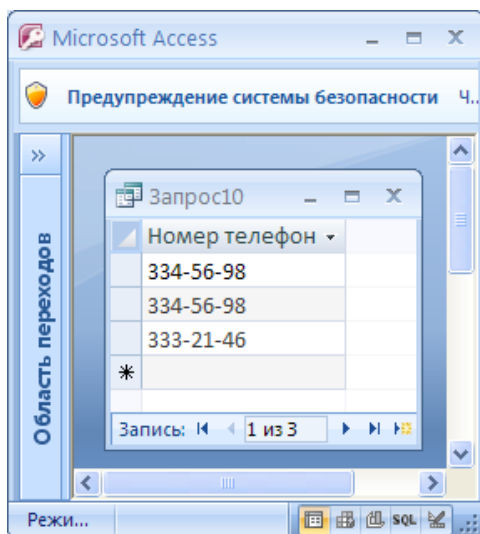 Microsoft Access
Предупреждение системы безопасности Ч..
»
Область переходов
Запрос10
Номер телефон
334-56-98
334-56-98
333-21-46
Запись: 1 из 3
Режи...
SQL